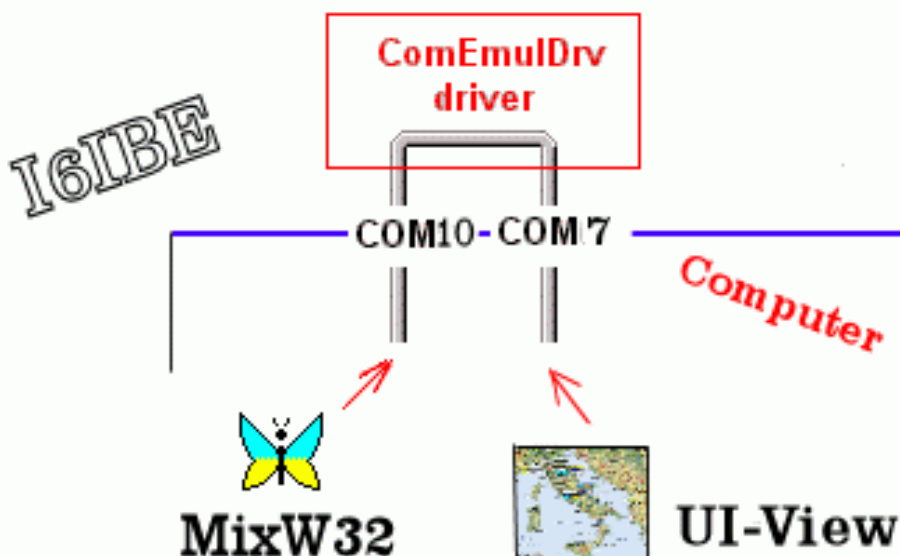 ComEmulDrv
driver
I6IBE
COM10-COM7
Computer
MixW32
UI-View